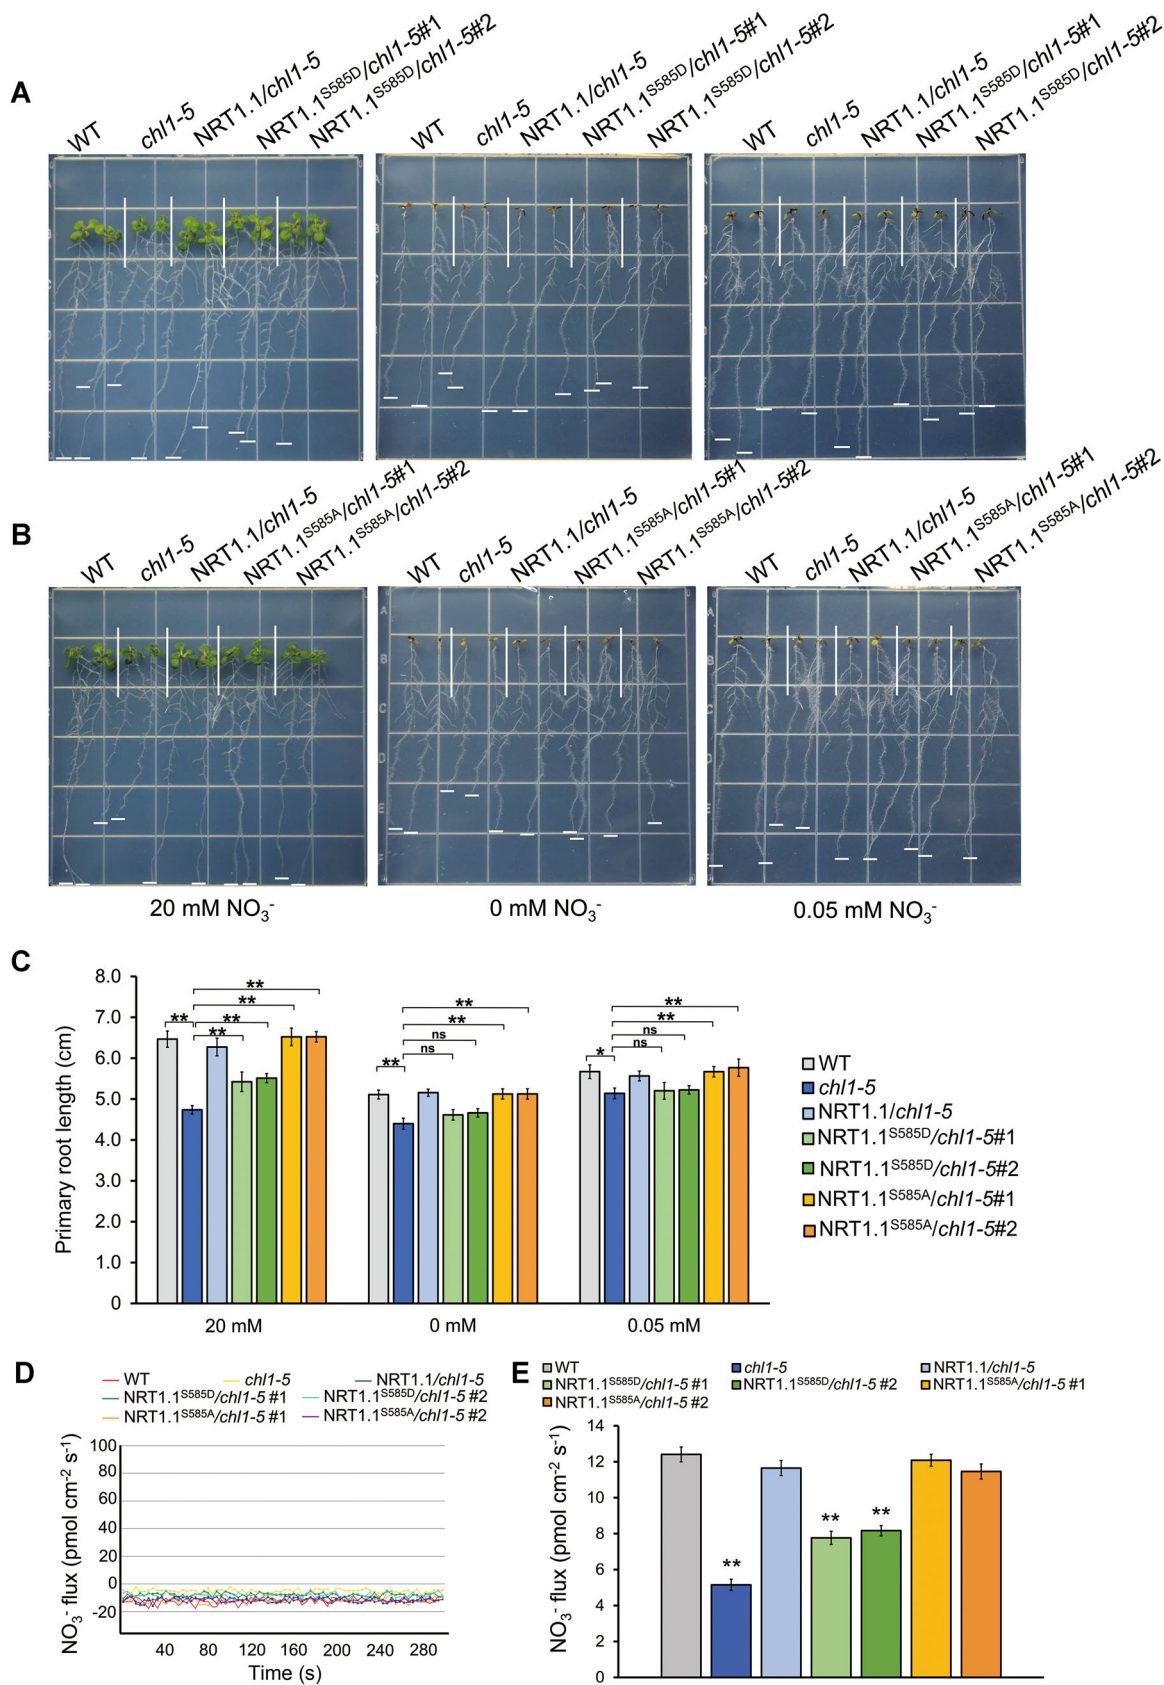 A
WT
chl1-5
NRT1.1/chl1-5
NRT1.1S585D/chl1-5#1
NRT1.1S585D/chl1-5#2
WT
chl1-5
NRT1.1/chl1-5
NRT1.1S585D/chl1-5#1
NRT1.1S585D/chl1-5#2
WT
chl1-5
NRT1.1/chl1-5
NRT1.1S585D/chl1-5#1
NRT1.1S585D/chl1-5#2
B
WT
chl1-5
NRT1.1/chl1-5
NRT1.1S585A/chl1-5#1
NRT1.1S585A/chl1-5#2
WT
chl1-5
NRT1.1/chl1-5
NRT1.1S585A/chl1-5#1
NRT1.1S585A/chl1-5#2
WT
chl1-5
NRT1.1/chl1-5
NRT1.1S585A/chl1-5#1
NRT1.1S585A/chl1-5#2
20 mM NO3-
0 mM NO3-
0.05 mM NO3-
C
Primary root length (cm)
8.0
7.0
6.0
5.0
4.0
3.0
2.0
1.0
0
**
**
**
**
**
**
**
ns
ns
**
**
**
ns
ns
*
20 mM
0 mM
0.05 mM
WT
chl1-5
NRT1.1/chl1-5
NRT1.1S585D/chl1-5#1
NRT1.1S585D/chl1-5#2
NRT1.1S585A/chl1-5#1
NRT1.1S585A/chl1-5#2
D
WT
chl1-5
NRT1.1/chl1-5
NRT1.1S585D/chl1-5 #1
NRT1.1S585D/chl1-5 #2
NRT1.1S585A/chl1-5 #1
NRT1.1S585A/chl1-5 #2
NO3- flux (pmol cm-2 s-1)
100
80
60
40
20
0
-20
40
80
120
160
200
240
280
Time (s)
E
WT
chl1-5
NRT1.1/chl1-5
NRT1.1S585D/chl1-5 #1
NRT1.1S585D/chl1-5 #2
NRT1.1S585A/chl1-5 #1
NRT1.1S585A/chl1-5 #2
NO3- flux (pmol cm-2 s-1)
14
12
10
8
6
4
2
0
**
**
**